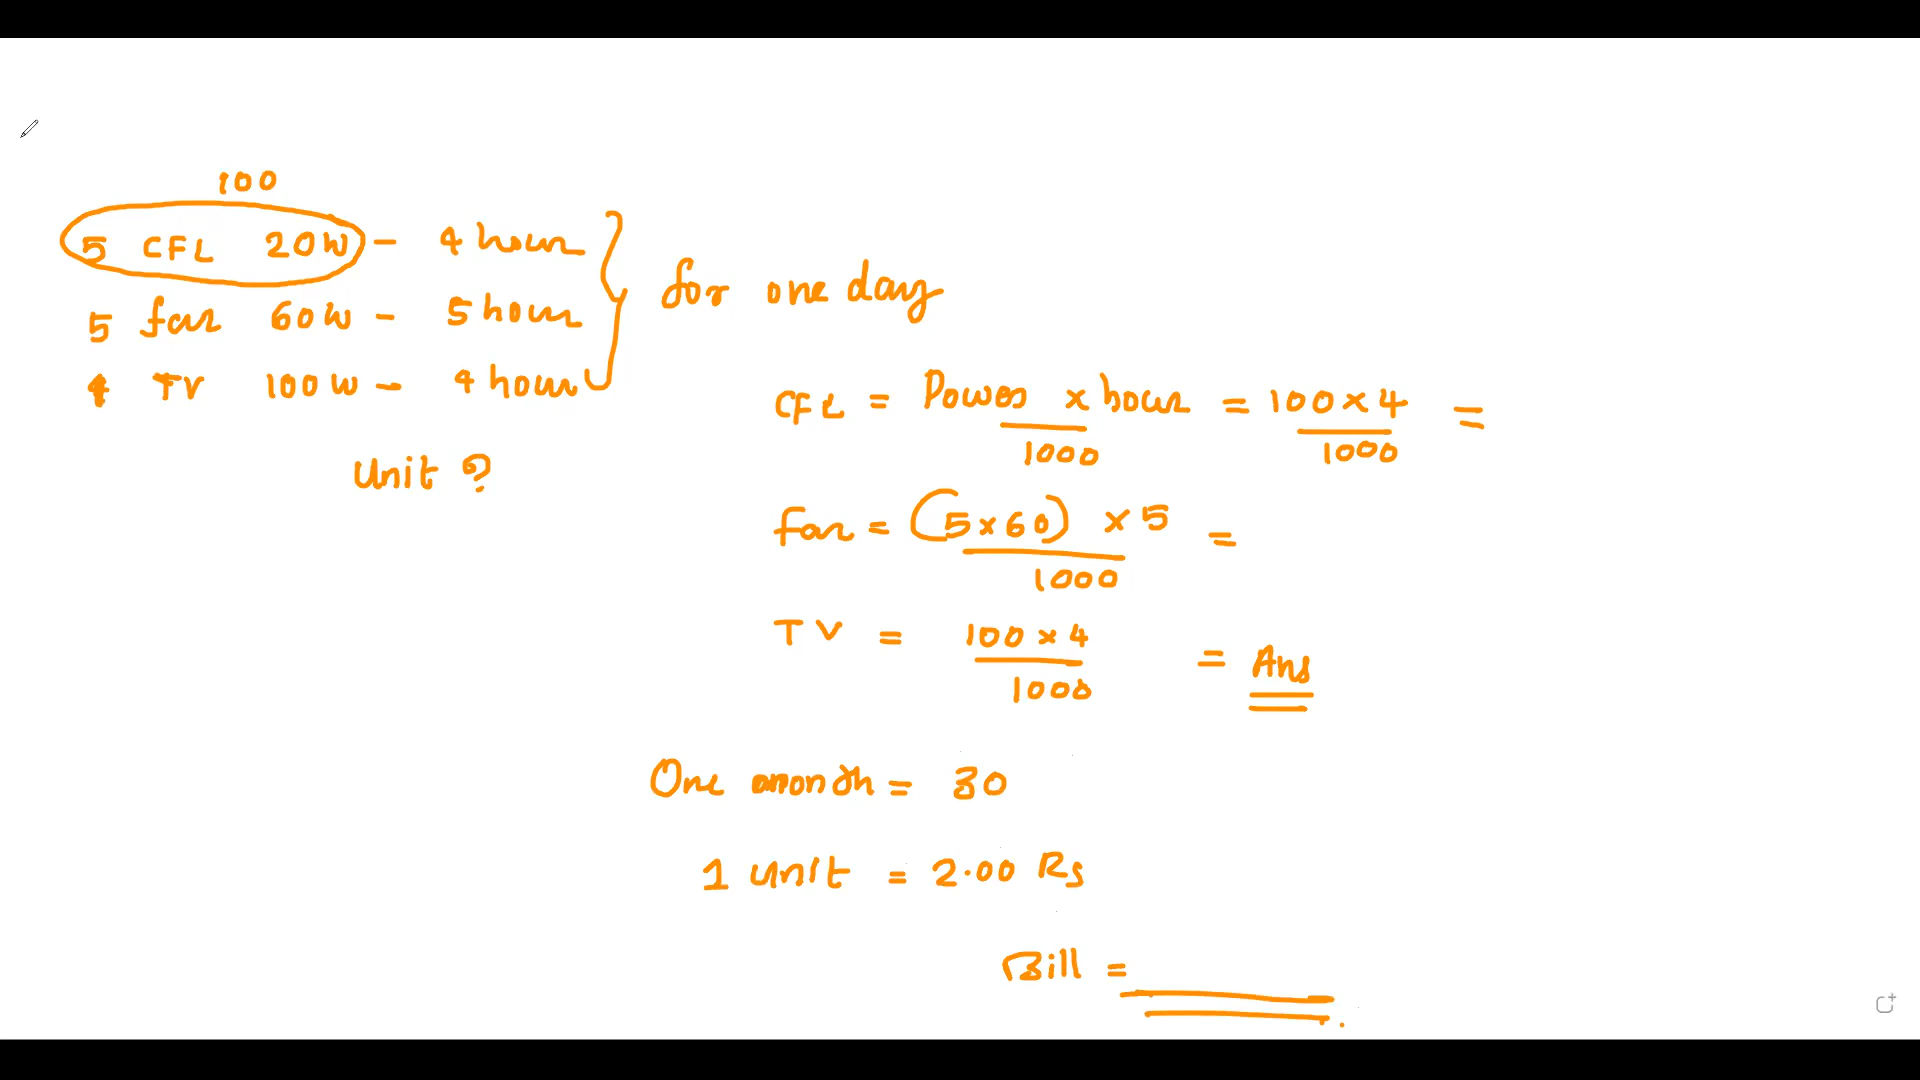 100
5 CFL 20W - 4 hour
5 fan 60W - 5 hour
TV 100W - 4 hour
for one day
Unit ?
CFL = Power x hour / 1000 = 100 x 4 / 1000 =
fan = (5x60) x 5 / 1000 =
TV = 100 x 4 / 1000 = Ans
One month = 30
1 unit = 2.00 Rs
Bill =